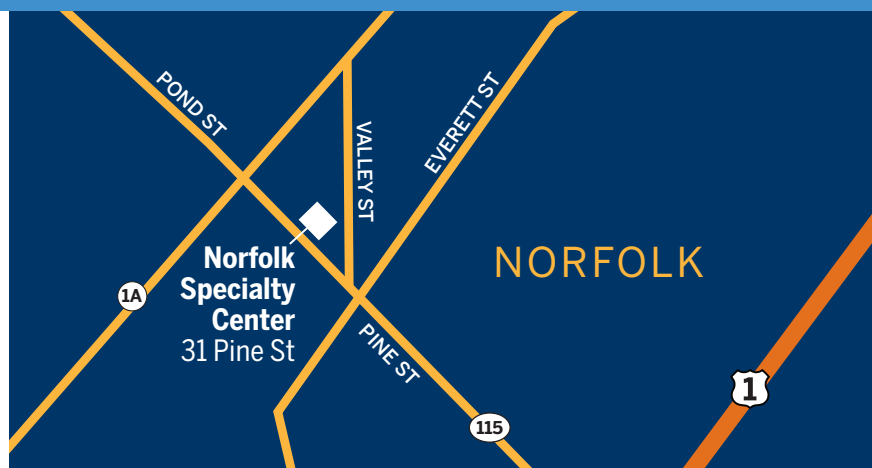 POND ST
VALLEY ST
EVERETT ST
NORFOLK
Norfolk
Specialty
Center
31 Pine St
1A
PINE ST
1
115